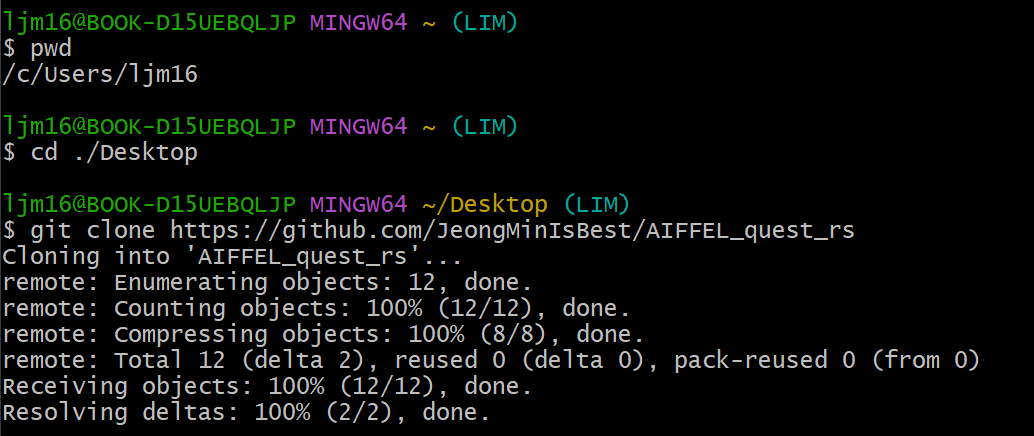 ljm16@BOOK-D15UEBQLJP MINGW64 ~ (LIM)
$ pwd
/c/Users/ljm16
ljm16@BOOK-D15UEBQLJP MINGW64 ~ (LIM)
$ cd ./Desktop
ljm16@BOOK-D15UEBQLJP MINGW64 ~/Desktop (LIM)
$ git clone https://github.com/JeongMinIsBest/AIFFEL_quest_rs
Cloning into 'AIFFEL_quest_rs'...
remote: Enumerating objects: 12, done.
remote: Counting objects: 100% (12/12), done.
remote: Compressing objects: 100% (8/8), done.
remote: Total 12 (delta 2), reused 0 (delta 0), pack-reused 0 (from 0)
Receiving objects: 100% (12/12), done.
Resolving deltas: 100% (2/2), done.